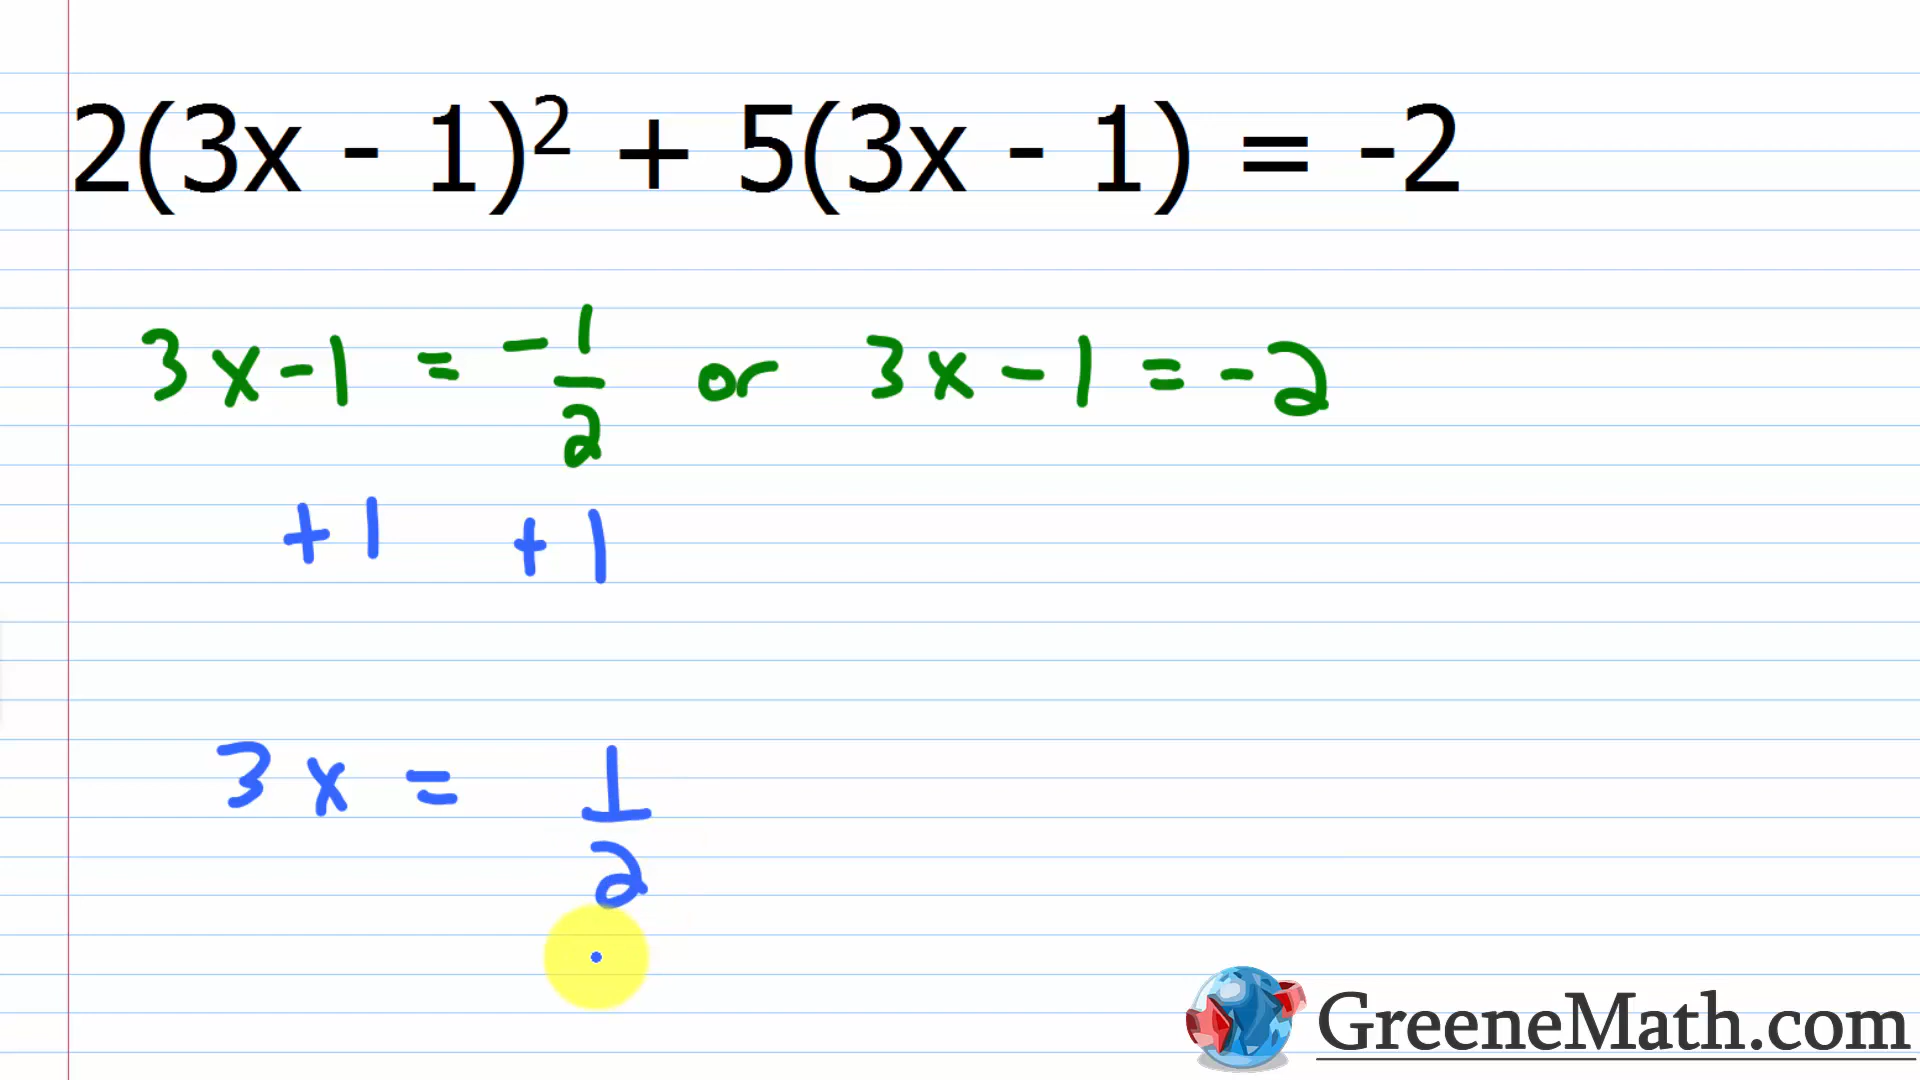 2(3x - 1)² + 5(3x - 1) = -2
3x - 1 = -1/2 or 3x - 1 = -2
+1 +1
3x = 1/2
GreeneMath.com